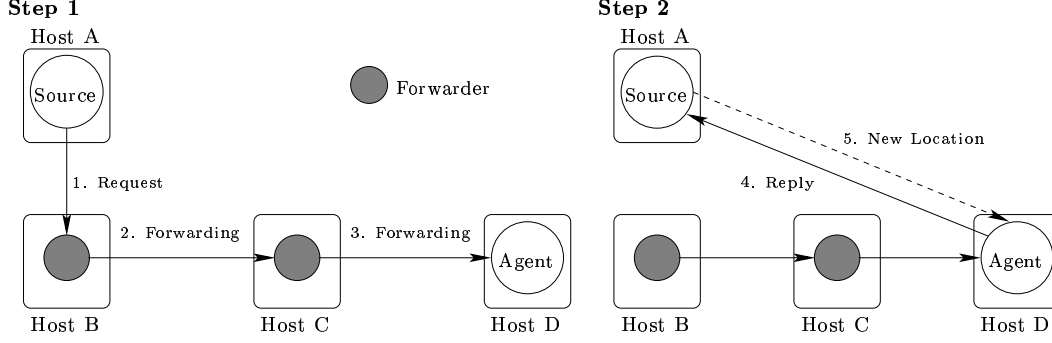 Step 1
Host A
Source
Forwarder
1. Request
2. Forwarding
3. Forwarding
Agent
Host B
Host C
Host D
Step 2
Host A
Source
5. New Location
4. Reply
Agent
Host B
Host C
Host D